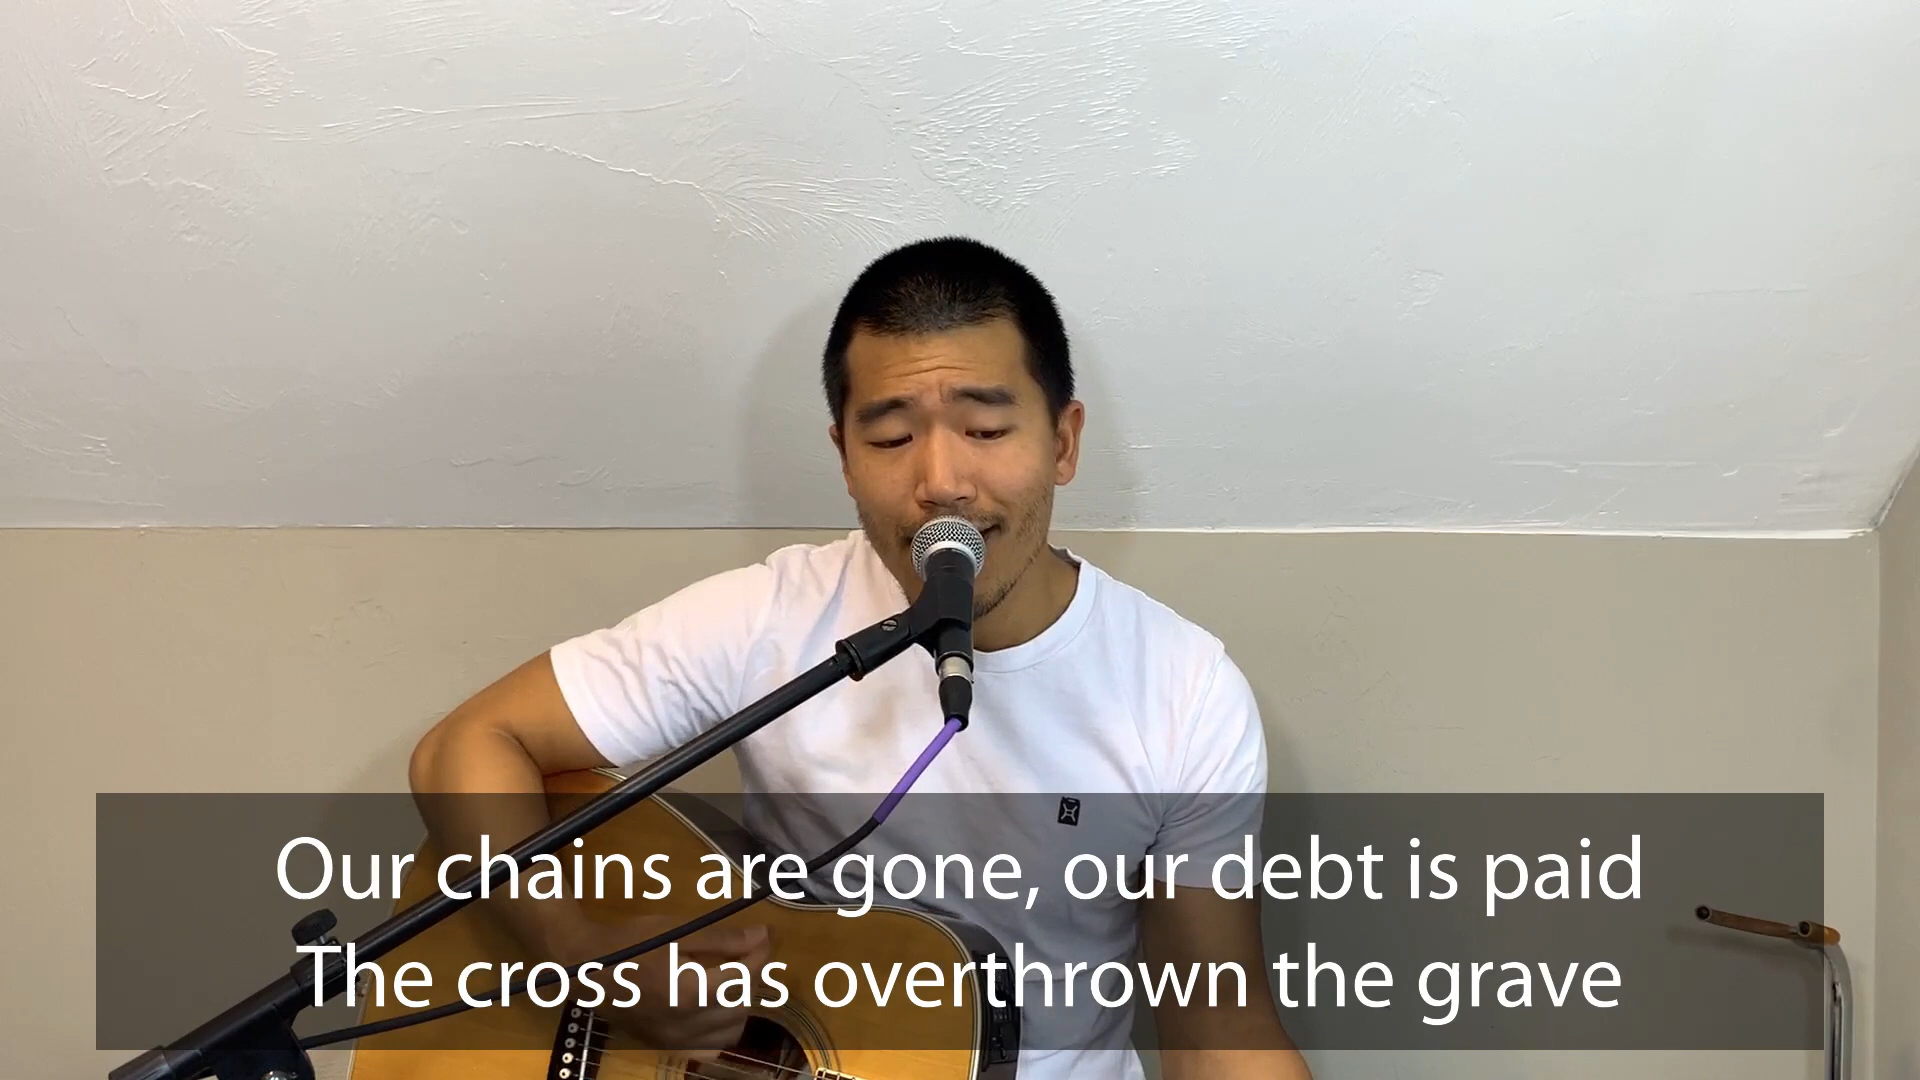 Our chains are gone, our debt is paid
The cross has overthrown the grave